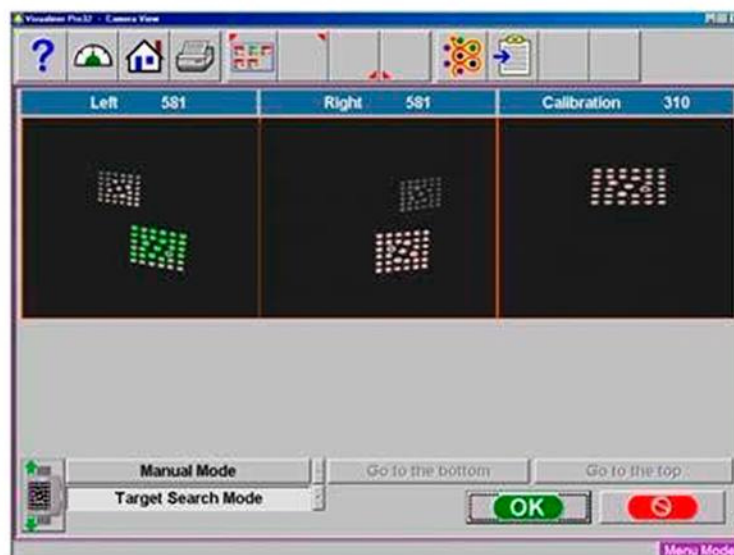 Visualiner Pro32 - Camera View
?
Left 581 Right 581 Calibration 310
Manual Mode Go to the bottom Go to the top
Target Search Mode OK
Menu Mode